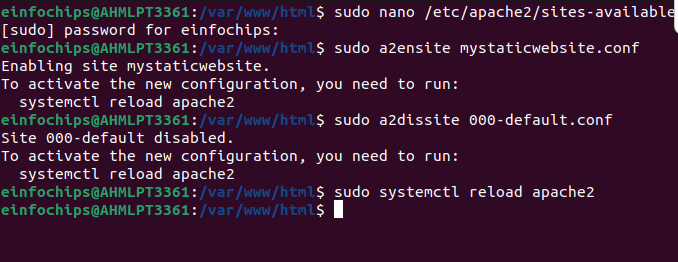 einfochips@AHMLPT3361:/var/www/html$ sudo nano /etc/apache2/sites-available
[sudo] password for einfochips:
einfochips@AHMLPT3361:/var/www/html$ sudo a2ensite mystaticwebsite.conf
Enabling site mystaticwebsite.
To activate the new configuration, you need to run:
  systemctl reload apache2
einfochips@AHMLPT3361:/var/www/html$ sudo a2dissite 000-default.conf
Site 000-default disabled.
To activate the new configuration, you need to run:
  systemctl reload apache2
einfochips@AHMLPT3361:/var/www/html$ sudo systemctl reload apache2
einfochips@AHMLPT3361:/var/www/html$